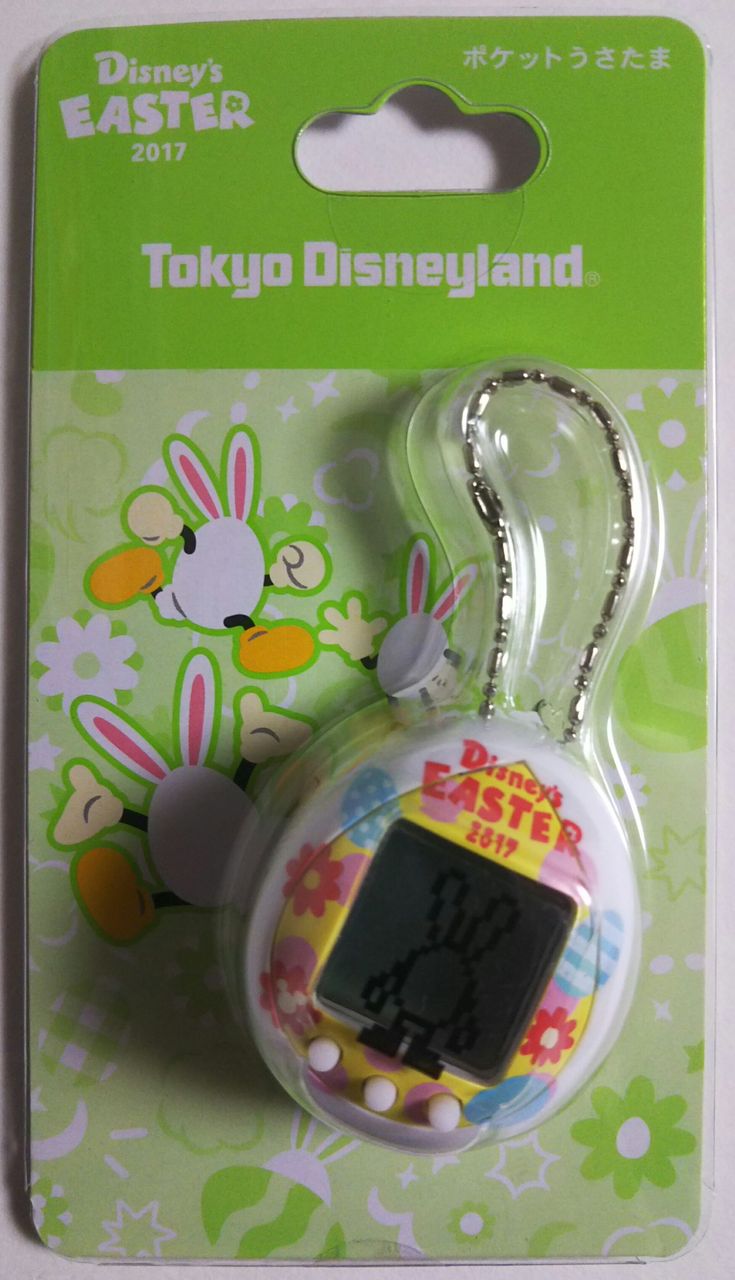 Disney's
EASTER
2017
ポケットうさたま
Tokyo Disneyland®
Disney's
EASTER
2017